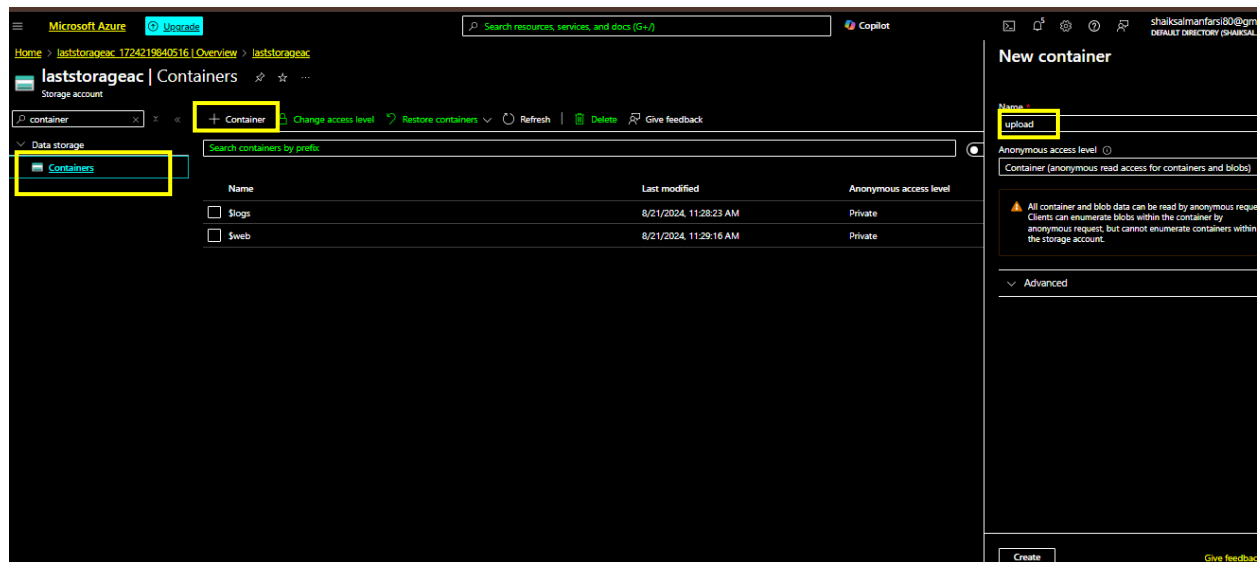 Microsoft Azure
Upgrade
Search resources, services, and docs (G+/)
Copilot
5
shaiksalmanfarsi80@gm
DEFAULT DIRECTORY (SHAIKSAL
Home > laststorageac_1724219840516 | Overview > laststorageac
laststorageac | Containers
Storage account
container
Data storage
Containers
Container
Change access level
Restore containers
Refresh
Delete
Give feedback
Search containers by prefix
Name
Last modified
Anonymous access level
$logs
8/21/2024, 11:28:23 AM
Private
$web
8/21/2024, 11:29:16 AM
Private
New container
Name *
upload
Anonymous access level
Container (anonymous read access for containers and blobs)
All container and blob data can be read by anonymous reque
Clients can enumerate blobs within the container by
anonymous request, but cannot enumerate containers within
the storage account.
Advanced
Create
Give feedbac